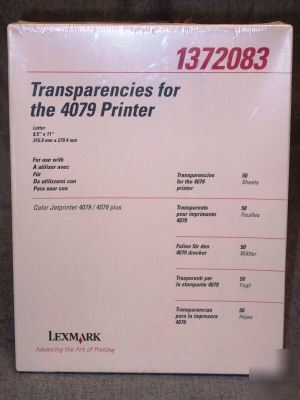 1372083
Transparencies for
the 4079 Printer
Letter
8.5" x 11"
215.9 mm x 279.4 mm
For use with
A utiliser avec
Für
Da utilizzarsi con
Para usar con
Color Jetprinter 4079 / 4079 plus
Transparencies for the 4079 printer
50 Sheets
Transparents pour imprimante 4079
50 Feuilles
Folien für den 4079 drucker
50 Blätter
Trasparenti per la stampante 4079
50 Fogli
Transparencias para la impresora 4079
50 Hojas
LEXMARK
Advancing the Art of Printing